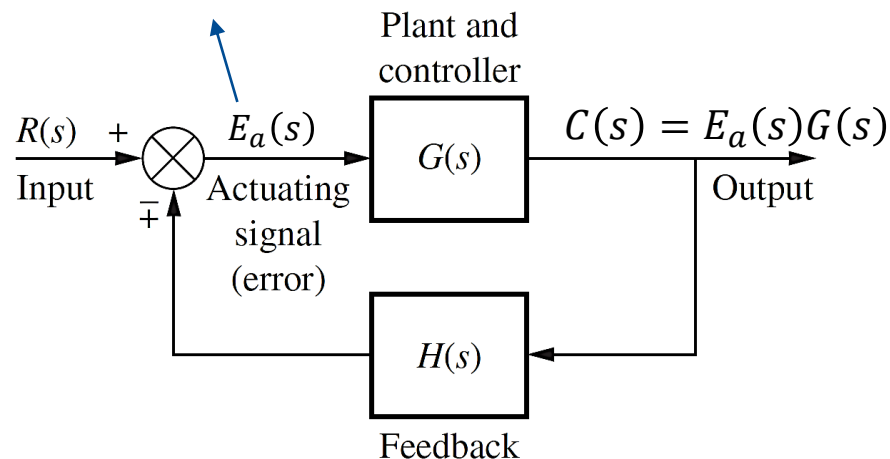 Plant and
controller
R(s) +
Input
∓
E_a(s)
Actuating
signal
(error)
G(s)
C(s) = E_a(s)G(s)
Output
H(s)
Feedback